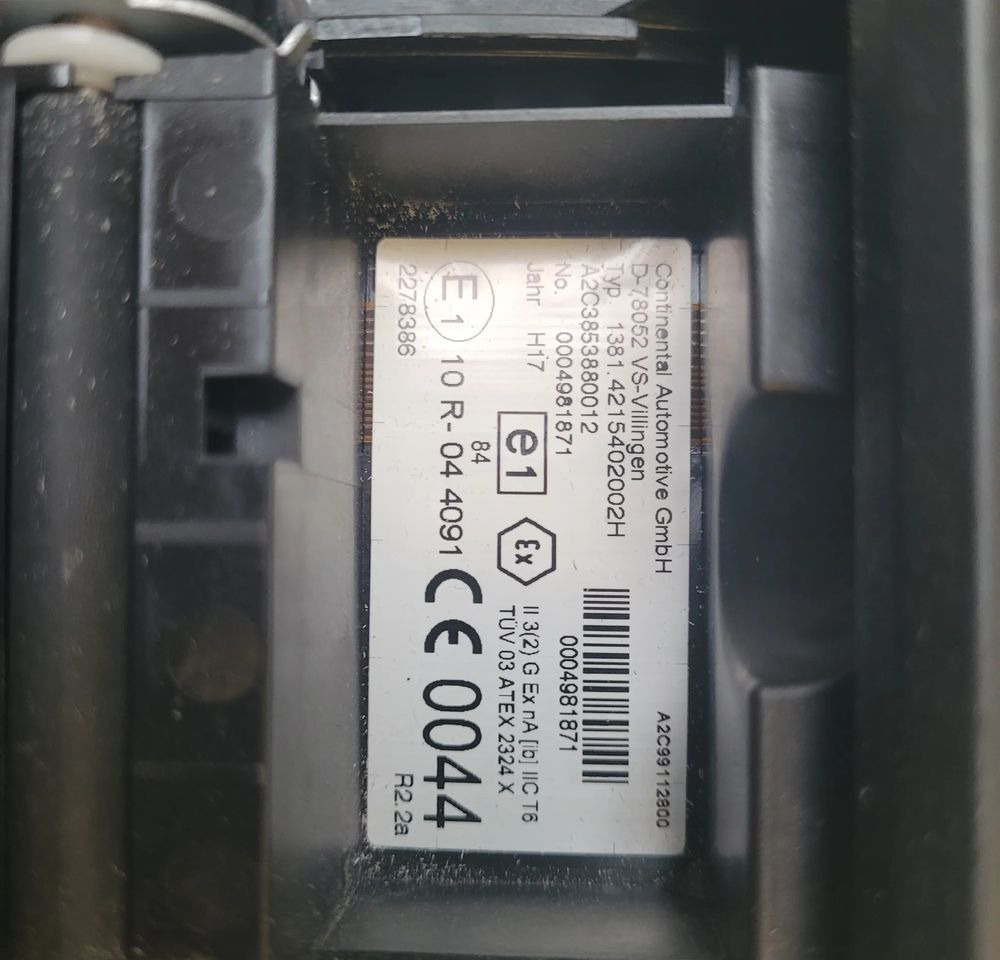 Continental Automotive GmbH
A2C99112800
D-78052 VS-Villingen
Typ 1381.4215402002H
A2C3853880012
No. 0004981871
0004981871
Jahr H17
e1
Ex
II 3(2) G Ex nA [ib] IIC T6
TÜV 03 ATEX 2324 X
84
E1 10 R-04 4091
CE 0044
2278386
R2.2a